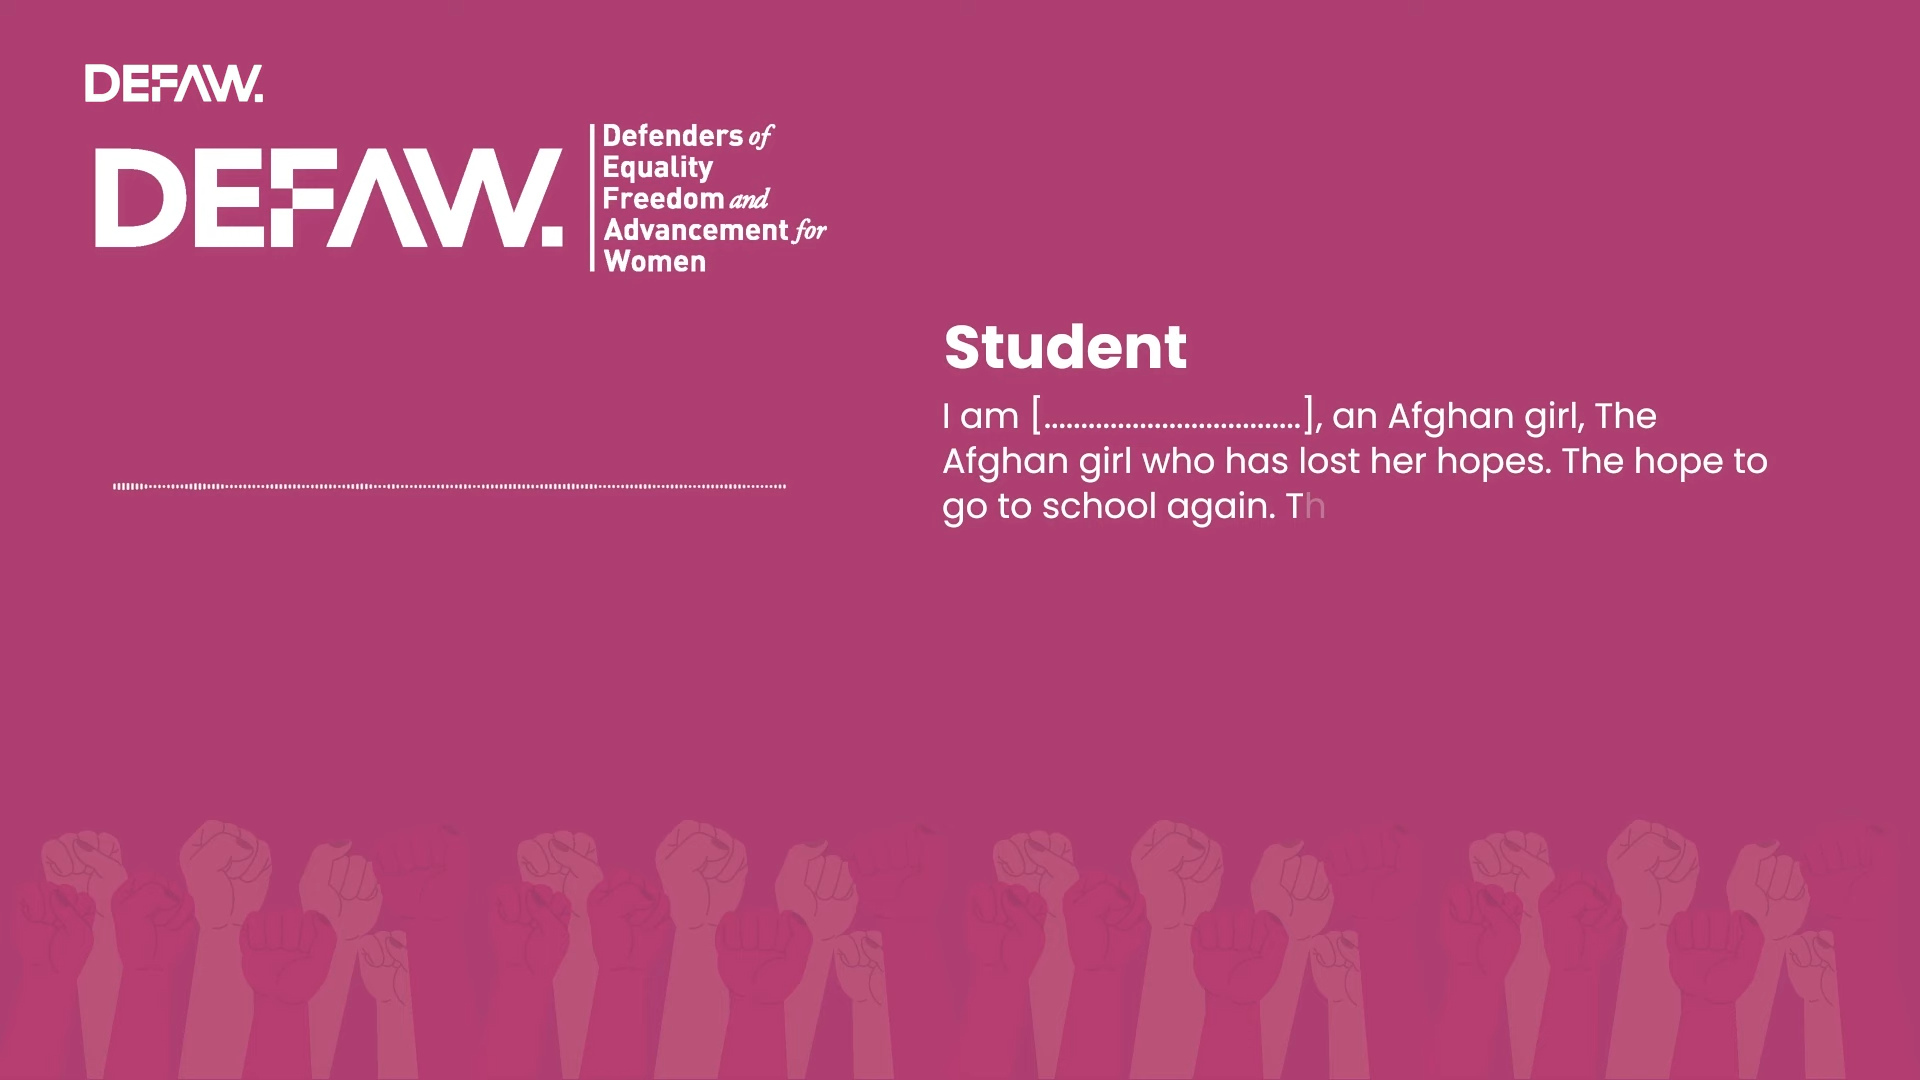 DEFAW.
DEFAW.
Defenders of
Equality
Freedom and
Advancement for
Women
Student
I am [...................................], an Afghan girl, The
Afghan girl who has lost her hopes. The hope to
go to school again. Th